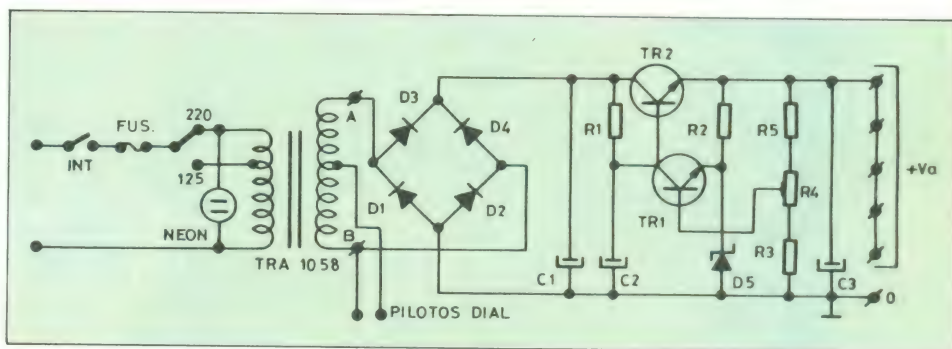 TR2
D3
A
220
FUS.
D4
R1
R2
R5
INT
+Va
125
R4
TR1
D1
D2
NEON
B
R3
TRA 1058
C1
C2
D5
C3
PILOTOS DIAL
0